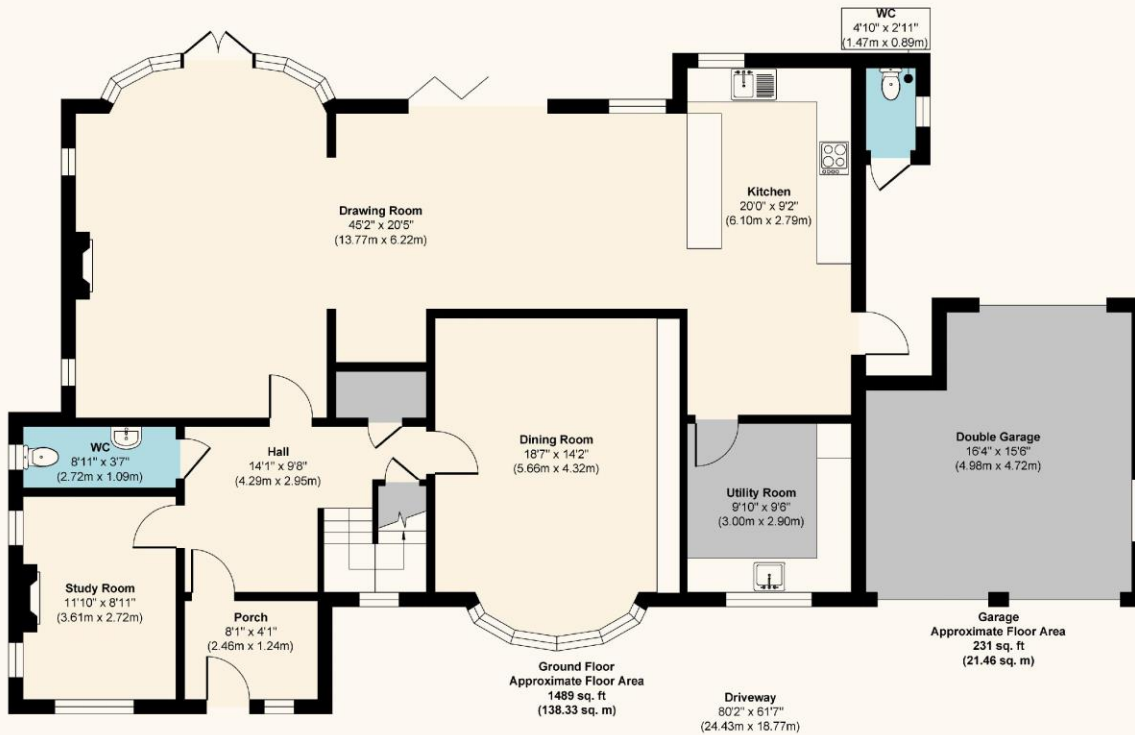 WC
4'10" x 2'11"
(1.47m x 0.89m)
Kitchen
20'0" x 9'2"
(6.10m x 2.79m)
Drawing Room
45'2" x 20'5"
(13.77m x 6.22m)
WC
8'11" x 3'7"
(2.72m x 1.09m)
Hall
14'1" x 9'8"
(4.29m x 2.95m)
Dining Room
18'7" x 14'2"
(5.66m x 4.32m)
Utility Room
9'10" x 9'6"
(3.00m x 2.90m)
Double Garage
16'4" x 15'6"
(4.98m x 4.72m)
Study Room
11'10" x 8'11"
(3.61m x 2.72m)
Porch
8'1" x 4'1"
(2.46m x 1.24m)
Ground Floor
Approximate Floor Area
1489 sq. ft
(138.33 sq. m)
Garage
Approximate Floor Area
231 sq. ft
(21.46 sq. m)
Driveway
80'2" x 61'7"
(24.43m x 18.77m)